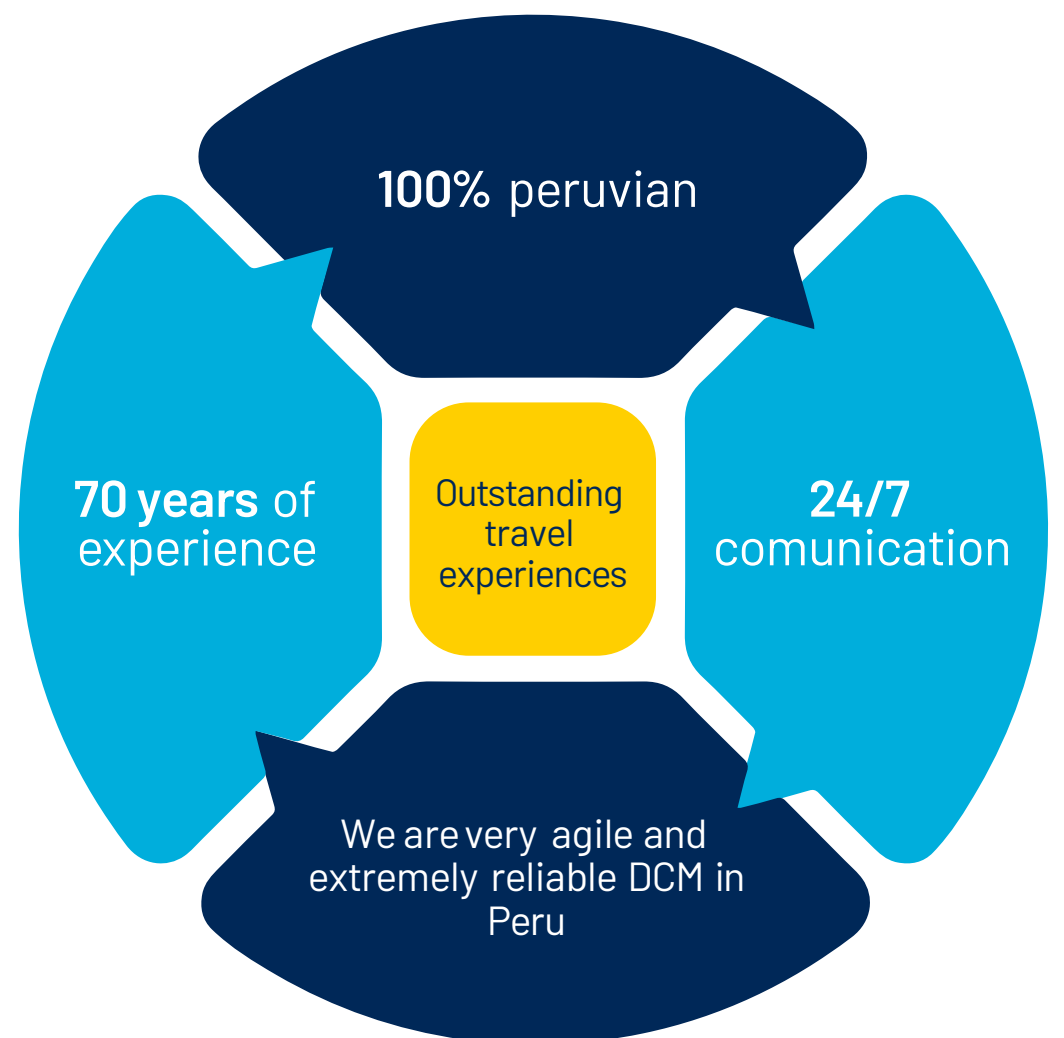 100% peruvian
70 years of
experience
Outstanding
travel
experiences
24/7
comunication
We are very agile and
extremely reliable DCM in
Peru